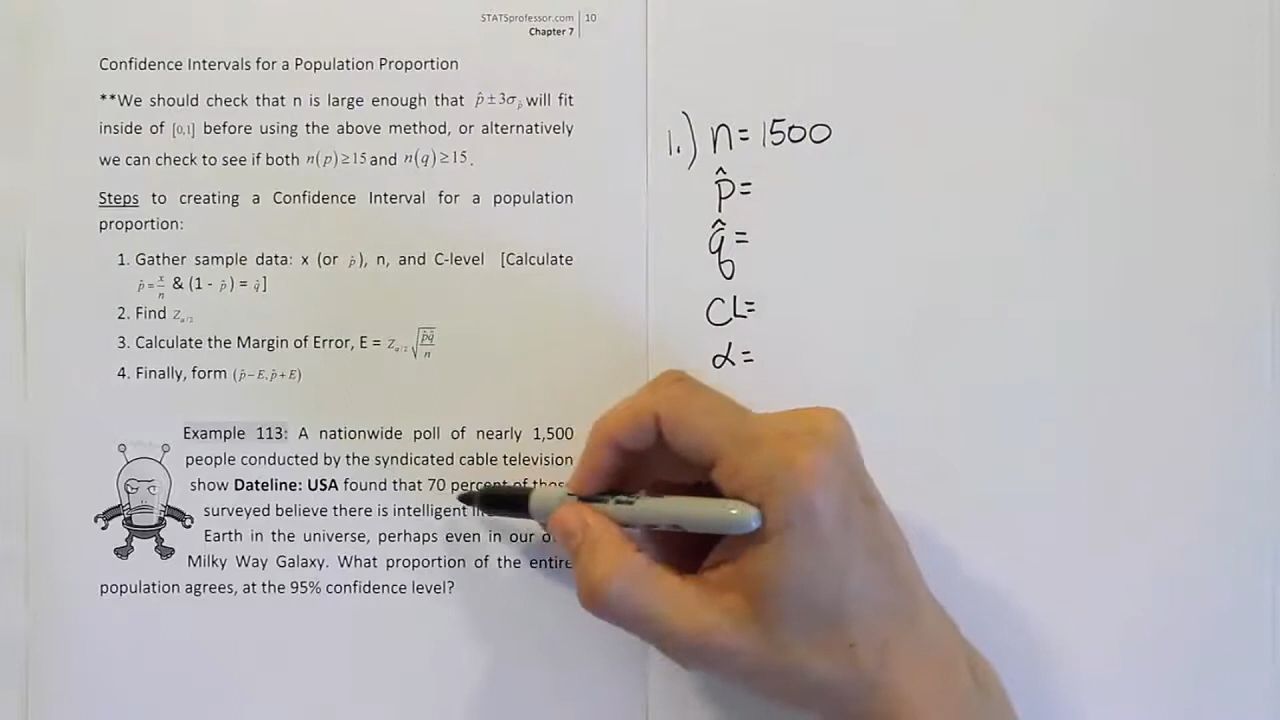 STATSprofessor.com 10
Chapter 7
Confidence Intervals for a Population Proportion
**We should check that n is large enough that p̂ ± 3σp̂ will fit
inside of [0,1] before using the above method, or alternatively
we can check to see if both n(p) ≥ 15 and n(q) ≥ 15.
Steps to creating a Confidence Interval for a population
proportion:
1. Gather sample data: x (or p̂), n, and C-level [Calculate
p̂ = x/n & (1 - p̂) = q̂]
2. Find Zα/2
3. Calculate the Margin of Error, E = Zα/2 √(p̂q̂/n)
4. Finally, form (p̂ − E, p̂ + E)
Example 113: A nationwide poll of nearly 1,500
people conducted by the syndicated cable television
show Dateline: USA found that 70 percent of those
surveyed believe there is intelligent
Earth in the universe, perhaps even in our
Milky Way Galaxy. What proportion of the entire
population agrees, at the 95% confidence level?
1.) n = 1500
p̂ =
q̂ =
CL =
α =